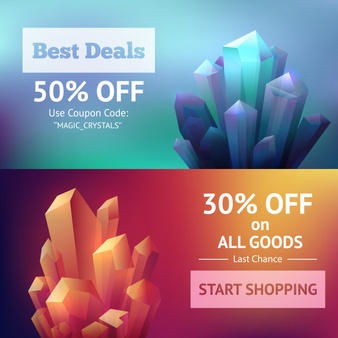 Best Deals
50% OFF
Use Coupon Code:
"MAGIC_CRYSTALS"
30% OFF
on
ALL GOODS
Last Chance
START SHOPPING